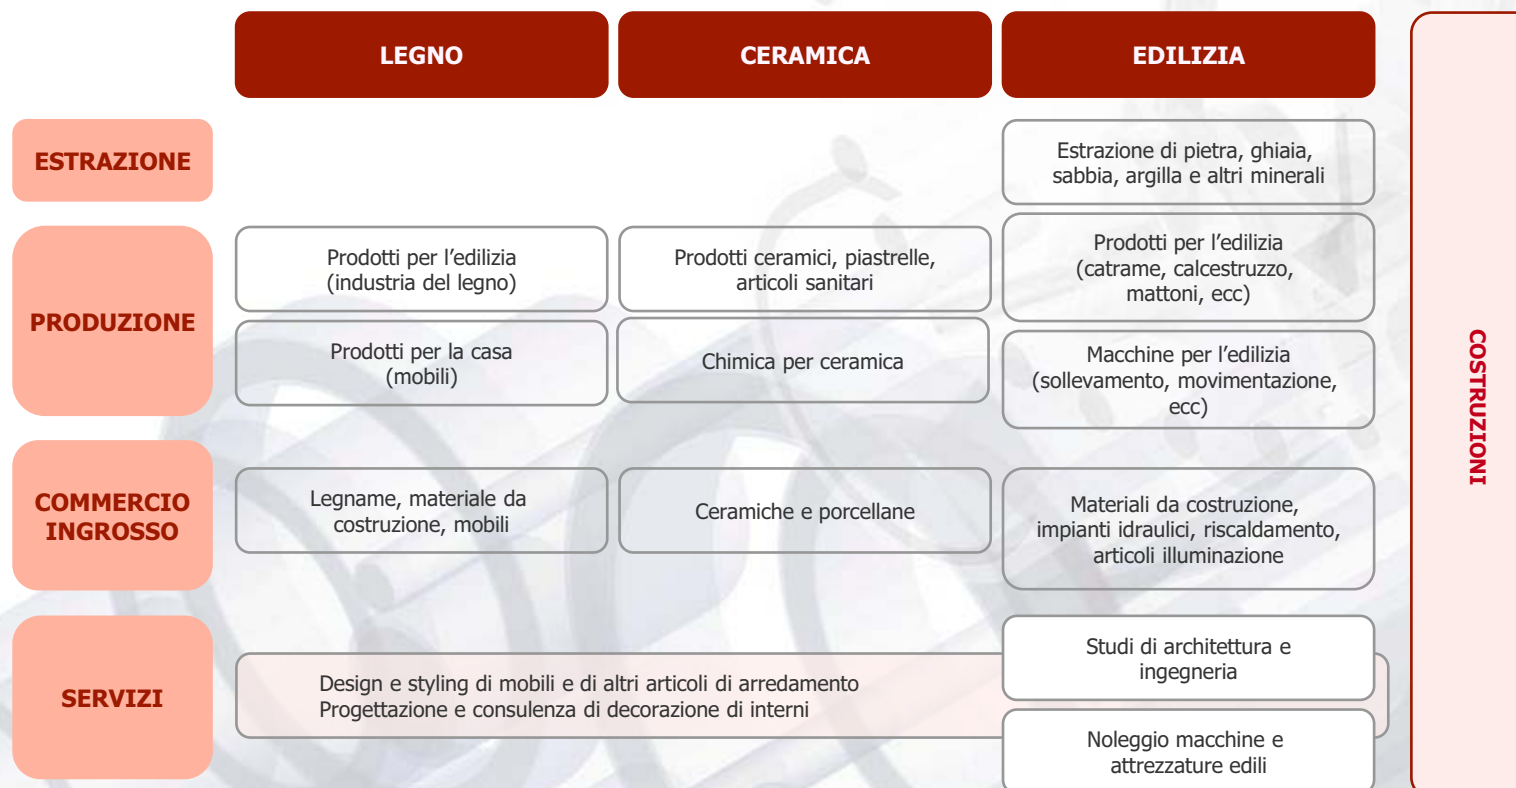 LEGNO
CERAMICA
EDILIZIA
ESTRAZIONE
Estrazione di pietra, ghiaia,
sabbia, argilla e altri minerali
PRODUZIONE
Prodotti per l’edilizia
(industria del legno)
Prodotti ceramici, piastrelle,
articoli sanitari
Prodotti per l’edilizia
(catrame, calcestruzzo,
mattoni, ecc)
Prodotti per la casa
(mobili)
Chimica per ceramica
Macchine per l’edilizia
(sollevamento, movimentazione,
ecc)
COMMERCIO
INGROSSO
Legname, materiale da
costruzione, mobili
Ceramiche e porcellane
Materiali da costruzione,
impianti idraulici, riscaldamento,
articoli illuminazione
SERVIZI
Design e styling di mobili e di altri articoli di arredamento
Progettazione e consulenza di decorazione di interni
Studi di architettura e
ingegneria
Noleggio macchine e
attrezzature edili
COSTRUZIONI